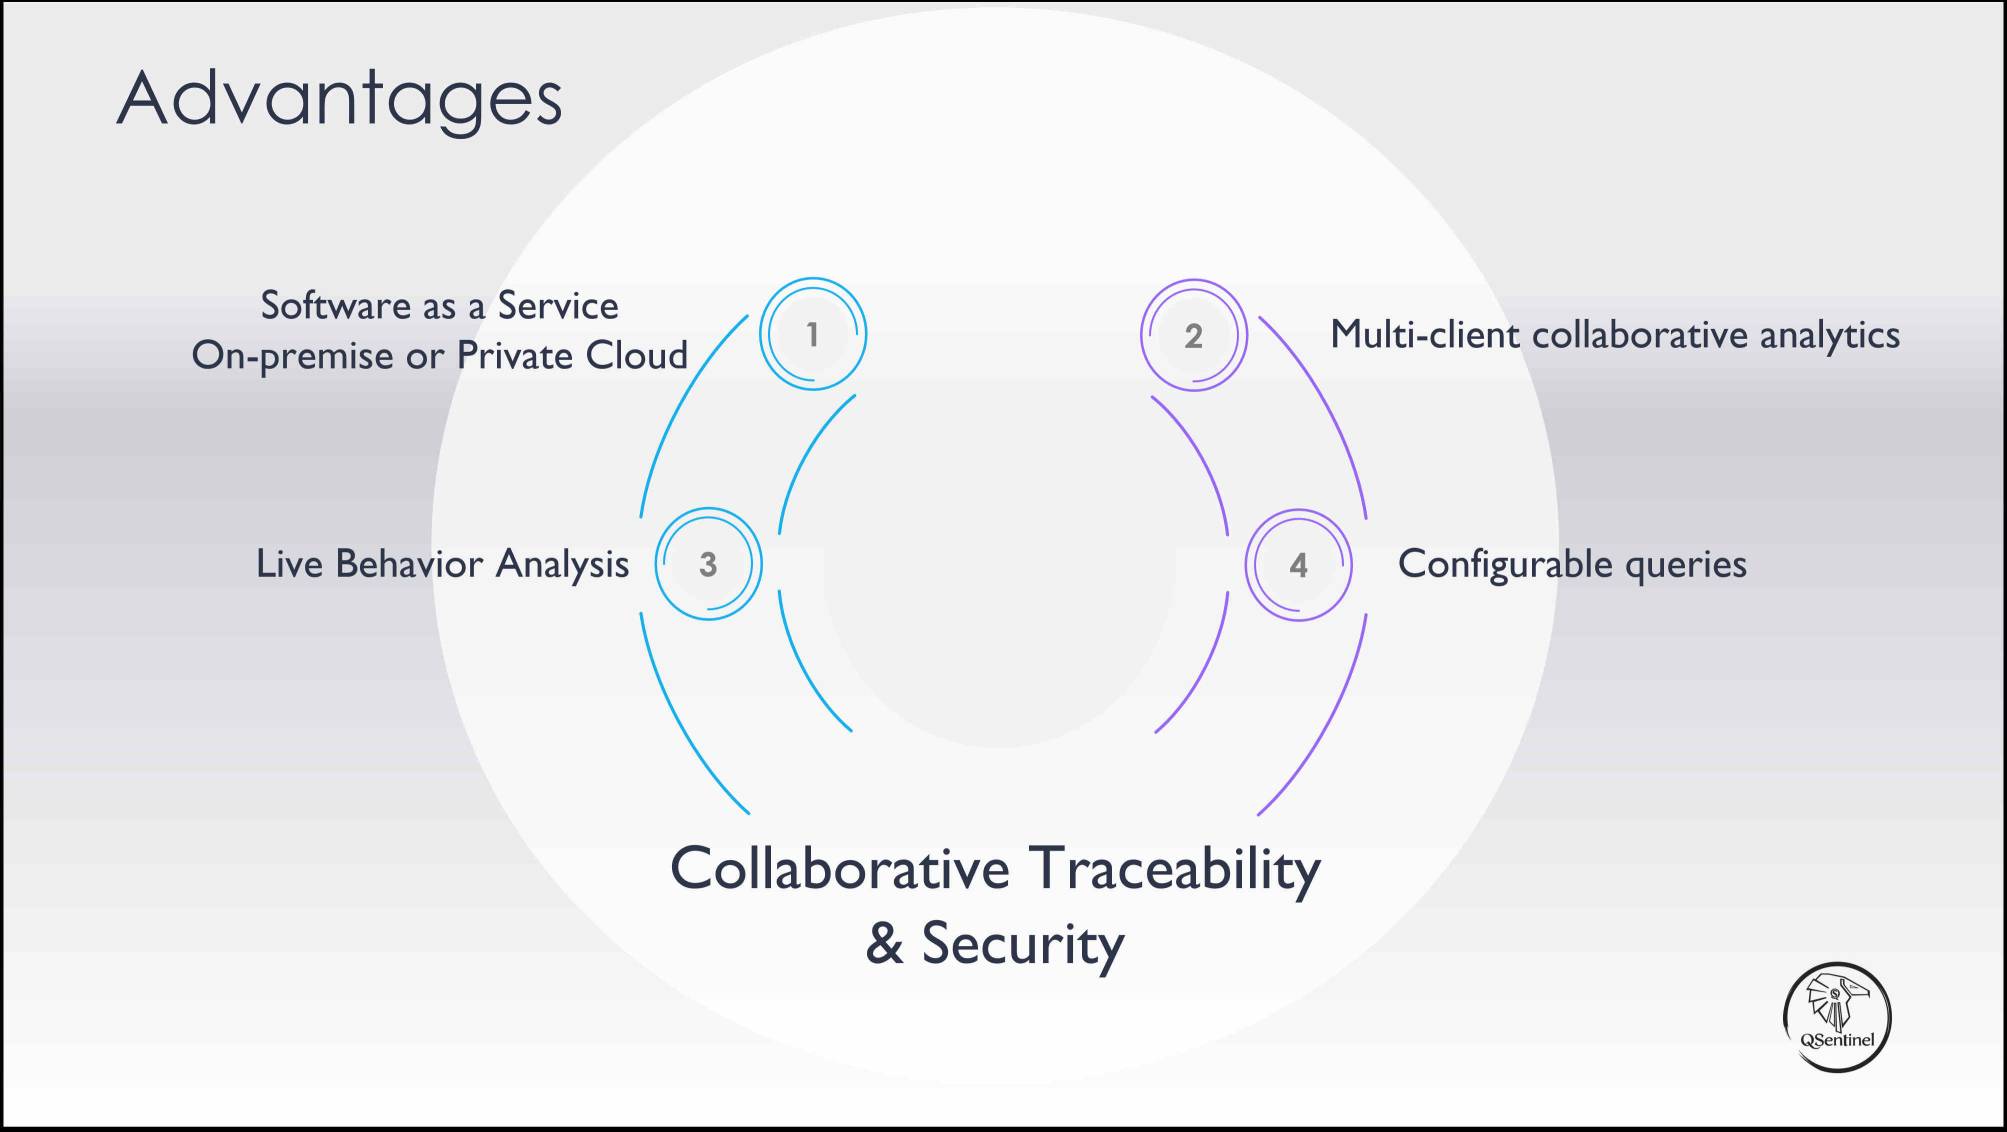 Advantages
Software as a Service
On-premise or Private Cloud
1
2
Multi-client collaborative analytics
Live Behavior Analysis
3
4
Configurable queries
Collaborative Traceability
& Security
QSentinel